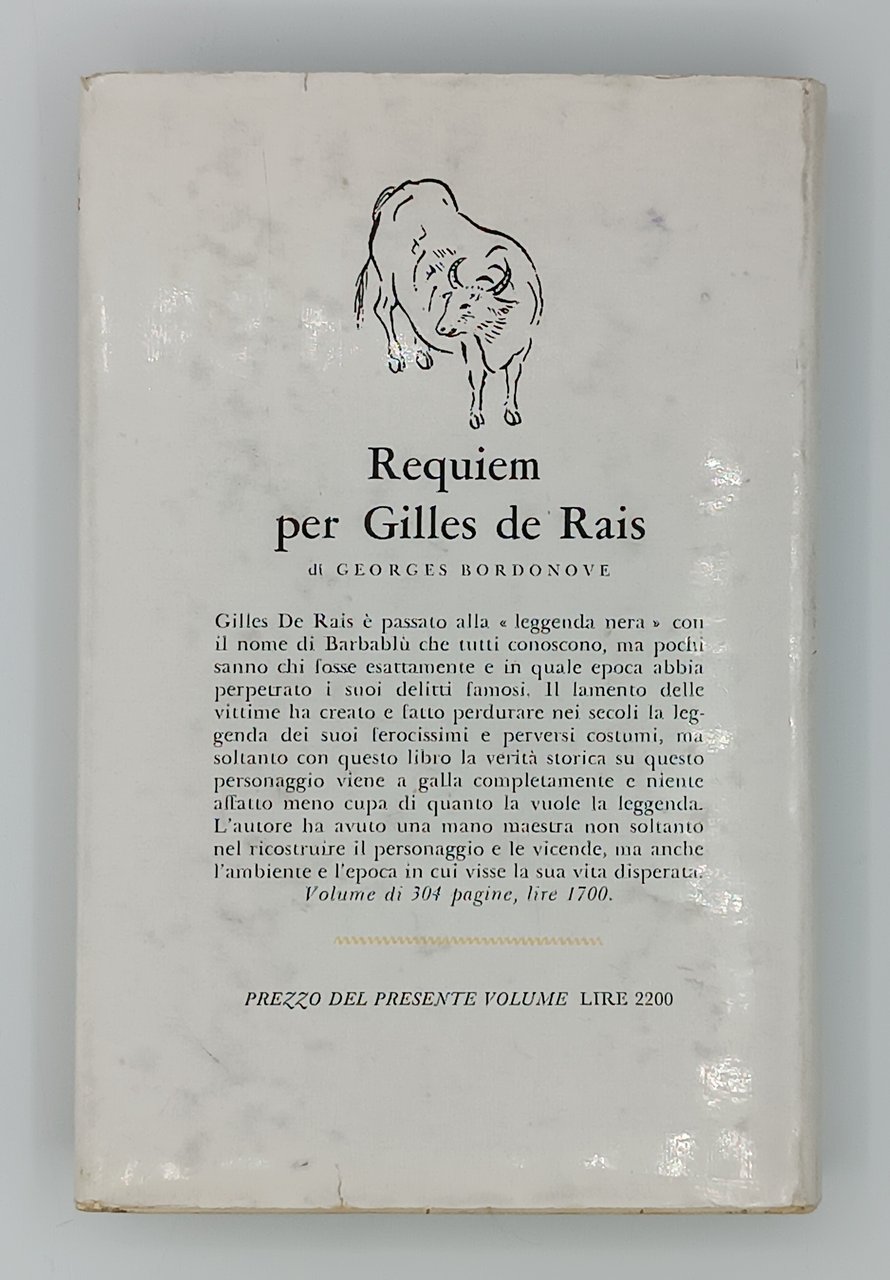 Requiem
per Gilles de Rais
di GEORGES BORDONOVE
Gilles De Rais è passato alla « leggenda nera » con
il nome di Barbablù che tutti conoscono, ma pochi
sanno chi fosse esattamente e in quale epoca abbia
perpetrato i suoi delitti famosi. Il lamento delle
vittime ha creato e fatto perdurare nei secoli la leg-
genda dei suoi ferocissimi e perversi costumi, ma
soltanto con questo libro la verità storica su questo
personaggio viene a galla completamente e niente
affatto meno cupa di quanto la vuole la leggenda.
L'autore ha avuto una mano maestra non soltanto
nel ricostruire il personaggio e le vicende, ma anche
l'ambiente e l'epoca in cui visse la sua vita disperata.
Volume di 304 pagine, lire 1700.
PREZZO DEL PRESENTE VOLUME LIRE 2200